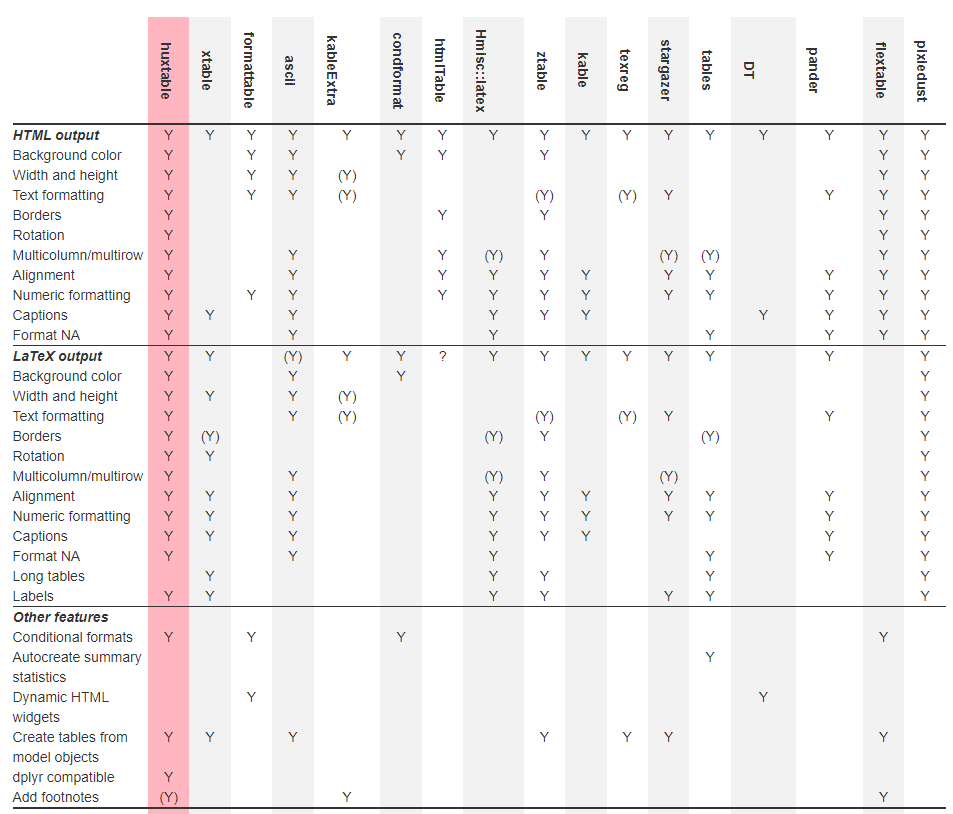 huxtable xtable formattable ascii kableExtra condformat htmlTable Hmisc::latex ztable kable texreg stargazer tables DT pander flextable pixiedust
HTML output Y Y Y Y Y Y Y Y Y Y Y Y Y Y Y Y Y
Background color Y Y Y Y Y Y Y Y
Width and height Y Y Y (Y) Y Y
Text formatting Y Y Y (Y) (Y) (Y) Y Y Y Y
Borders Y Y Y Y Y
Rotation Y Y Y
Multicolumn/multirow Y Y Y (Y) Y (Y) (Y) Y Y
Alignment Y Y Y Y Y Y Y Y Y Y Y
Numeric formatting Y Y Y Y Y Y Y Y Y Y Y Y
Captions Y Y Y Y Y Y Y Y Y Y
Format NA Y Y Y Y Y Y Y
LaTeX output Y Y (Y) Y Y ? Y Y Y Y Y Y Y Y
Background color Y Y Y Y
Width and height Y Y Y (Y) Y
Text formatting Y Y (Y) (Y) (Y) Y Y Y
Borders Y (Y) (Y) Y (Y) Y
Rotation Y Y Y
Multicolumn/multirow Y Y (Y) Y (Y) Y
Alignment Y Y Y Y Y Y Y Y Y Y
Numeric formatting Y Y Y Y Y Y Y Y Y Y
Captions Y Y Y Y Y Y Y Y
Format NA Y Y Y Y Y Y
Long tables Y Y Y Y Y
Labels Y Y Y Y Y Y Y
Other features
Conditional formats Y Y Y Y
Autocreate summary Y
statistics
Dynamic HTML Y Y
widgets
Create tables from Y Y Y Y Y Y Y
model objects
dplyr compatible Y
Add footnotes (Y) Y Y